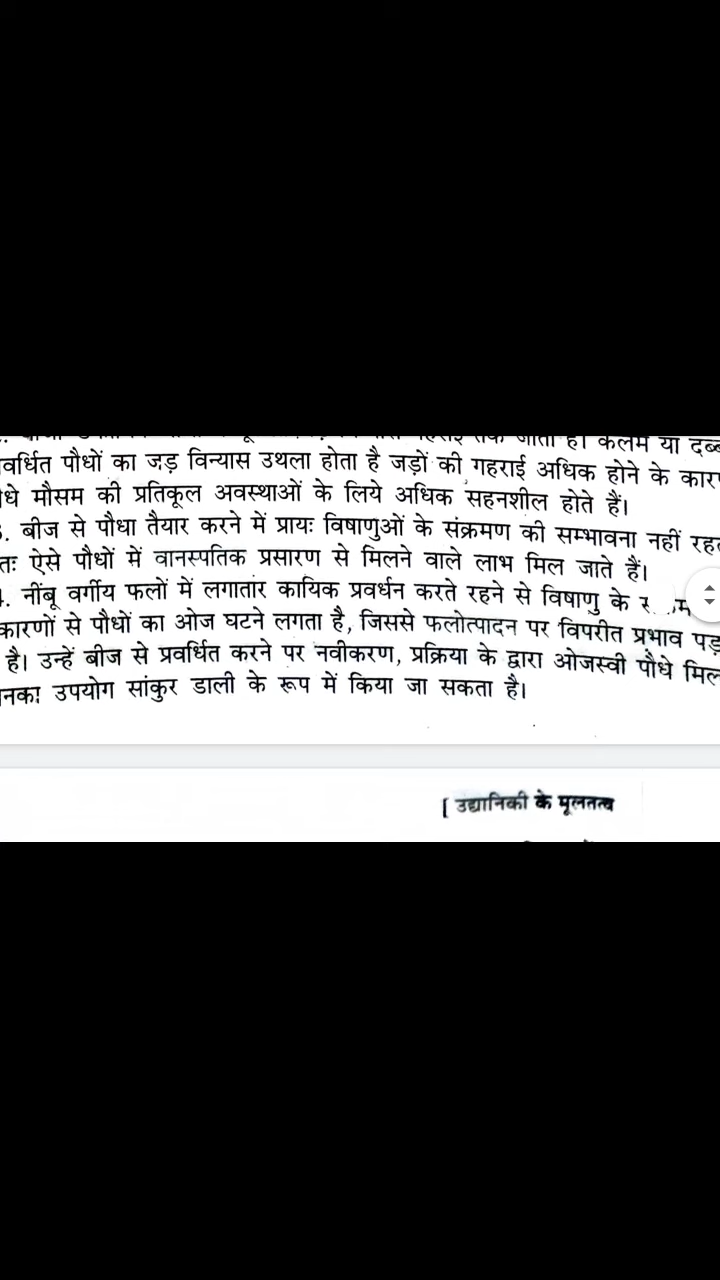 तक जाता है। कलम या
पौधों का जड़ विन्यास उथला होता है जड़ों की गहराई अधिक होने के
मौसम की प्रतिकूल अवस्थाओं के लिये अधिक सहनशील होते हैं।
बीज से पौधा तैयार करने में प्रायः विषाणुओं के संक्रमण की सम्भावना नहीं
ऐसे पौधों में वानस्पतिक प्रसारण से मिलने वाले लाभ मिल जाते हैं।
नींबू वर्गीय फलों में लगातार कायिक प्रवर्धन करते रहने से विषाणु के
कारणों से पौधों का ओज घटने लगता है, जिससे फलोत्पादन पर विपरीत प्रभाव
है। उन्हें बीज से प्रवर्धित करने पर नवीकरण, प्रक्रिया के द्वारा ओजस्वी पौधे
उपयोग सांकुर डाली के रूप में किया जा सकता है।
[ उद्यानिकी के मूलतत्व